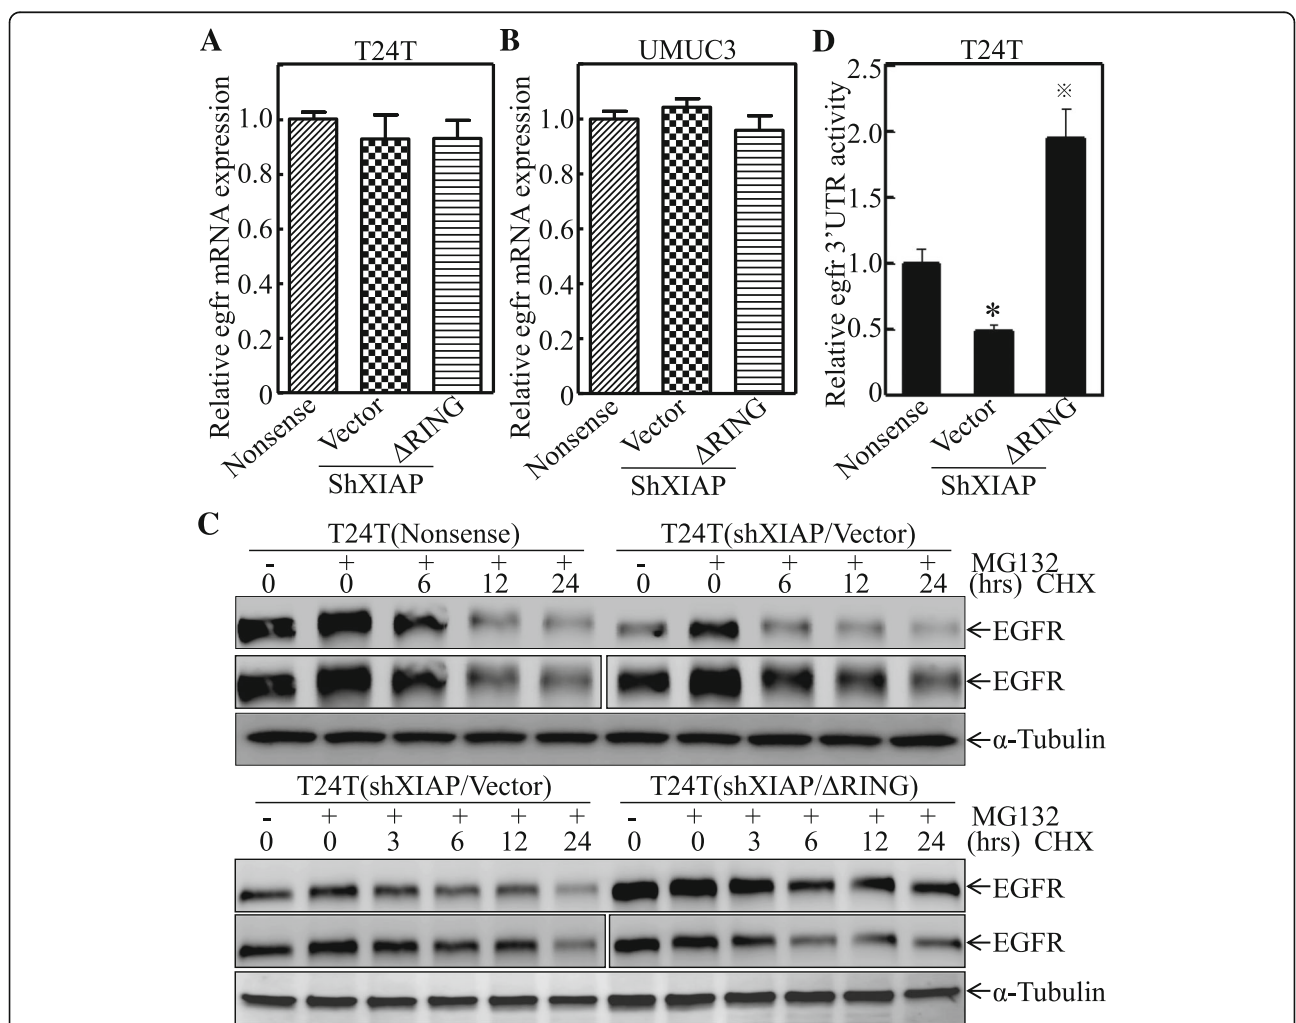 A
T24T
Relative egfr mRNA expression
1.0
0.8
0.6
0.4
0.2
0
Nonsense
Vector
ΔRING
ShXIAP
B
UMUC3
Relative egfr mRNA expression
1.0
0.8
0.6
0.4
0.2
0
Nonsense
Vector
ΔRING
ShXIAP
D
T24T
Relative egfr 3'UTR activity
2.5
2.0
1.5
1.0
0.5
0
*
※
Nonsense
Vector
ΔRING
ShXIAP
C
T24T(Nonsense) T24T(shXIAP/Vector)
- + + + + - + + + + MG132
0 0 6 12 24 0 0 6 12 24 (hrs) CHX
←EGFR
←EGFR
←α-Tubulin
T24T(shXIAP/Vector) T24T(shXIAP/ΔRING)
- + + + + + - + + + + + MG132
0 0 3 6 12 24 0 0 3 6 12 24 (hrs) CHX
←EGFR
←EGFR
←α-Tubulin